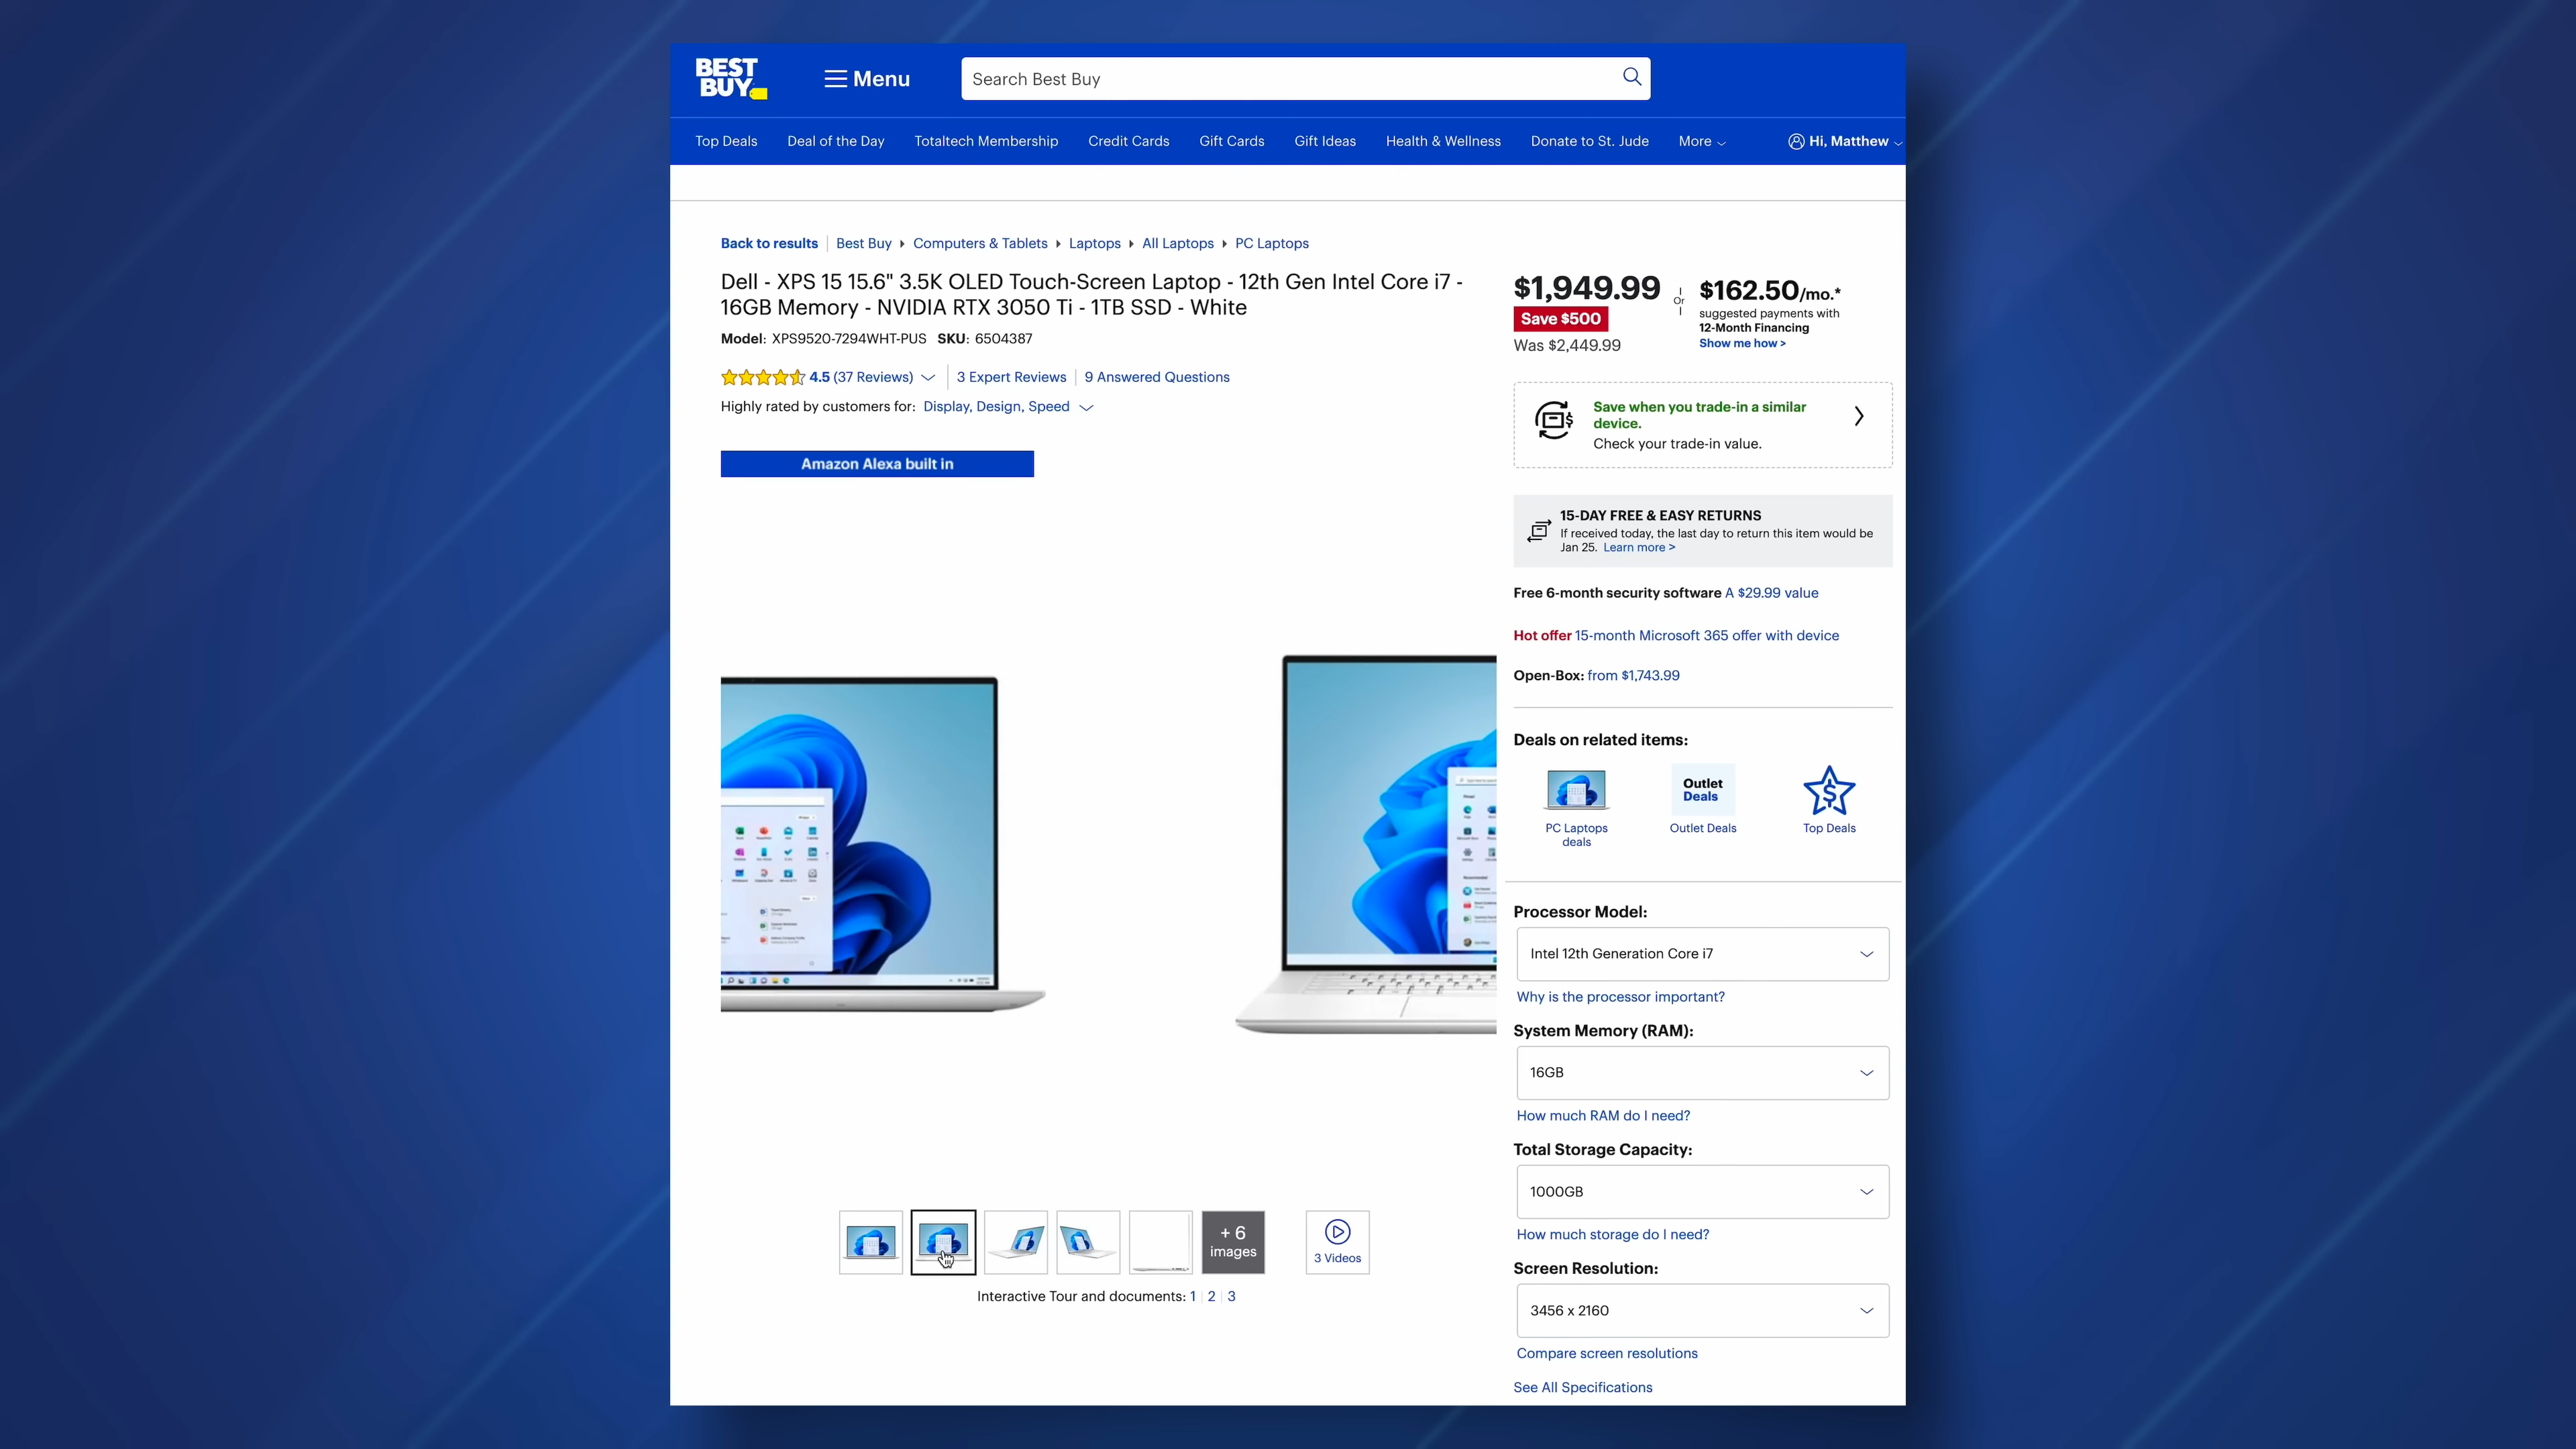 BEST
BUY
Menu
Search Best Buy
Top Deals
Deal of the Day
Totaltech Membership
Credit Cards
Gift Cards
Gift Ideas
Health & Wellness
Donate to St. Jude
More
Hi, Matthew
Back to results
Best Buy
Computers & Tablets
Laptops
All Laptops
PC Laptops
Dell - XPS 15 15.6" 3.5K OLED Touch-Screen Laptop - 12th Gen Intel Core i7 -
16GB Memory - NVIDIA RTX 3050 Ti - 1TB SSD - White
Model: XPS9520-7294WHT-PUS SKU: 6504387
4.5 (37 Reviews)
3 Expert Reviews
9 Answered Questions
Highly rated by customers for: Display, Design, Speed
Amazon Alexa built in
+ 6
images
3 Videos
Interactive Tour and documents: 1 | 2 | 3
$1,949.99
Save $500
Was $2,449.99
Or
$162.50/mo.*
suggested payments with
12-Month Financing
Show me how >
Save when you trade-in a similar
device.
Check your trade-in value.
15-DAY FREE & EASY RETURNS
If received today, the last day to return this item would be
Jan 25. Learn more >
Free 6-month security software A $29.99 value
Hot offer 15-month Microsoft 365 offer with device
Open-Box: from $1,743.99
Deals on related items:
PC Laptops
deals
Outlet
Deals
Outlet Deals
Top Deals
Processor Model:
Intel 12th Generation Core i7
Why is the processor important?
System Memory (RAM):
16GB
How much RAM do I need?
Total Storage Capacity:
1000GB
How much storage do I need?
Screen Resolution:
3456 x 2160
Compare screen resolutions
See All Specifications